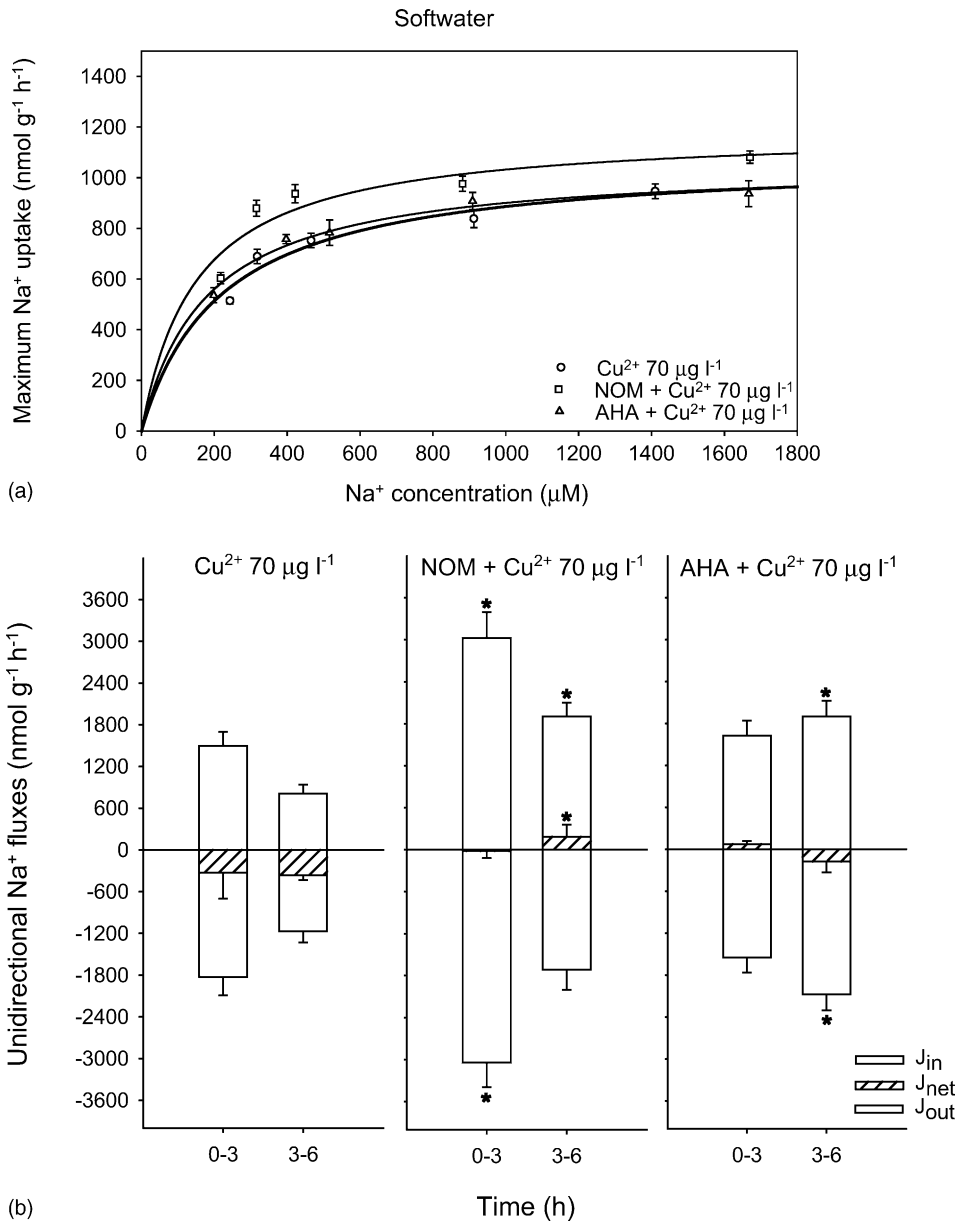 Softwater
1400
1200
1000
800
600
400
200
0
Maximum Na⁺ uptake (nmol g⁻¹ h⁻¹)
Cu²⁺ 70 μg l⁻¹
NOM + Cu²⁺ 70 μg l⁻¹
AHA + Cu²⁺ 70 μg l⁻¹
0 200 400 600 800 1000 1200 1400 1600 1800
(a)
Na⁺ concentration (μM)
Cu²⁺ 70 μg l⁻¹
NOM + Cu²⁺ 70 μg l⁻¹
AHA + Cu²⁺ 70 μg l⁻¹
3600
3000
2400
1800
1200
600
0
-600
-1200
-1800
-2400
-3000
-3600
Unidirectional Na⁺ fluxes (nmol g⁻¹ h⁻¹)
*
*
*
*
*
*
J_in
J_net
J_out
0-3 3-6 0-3 3-6 0-3 3-6
(b)
Time (h)